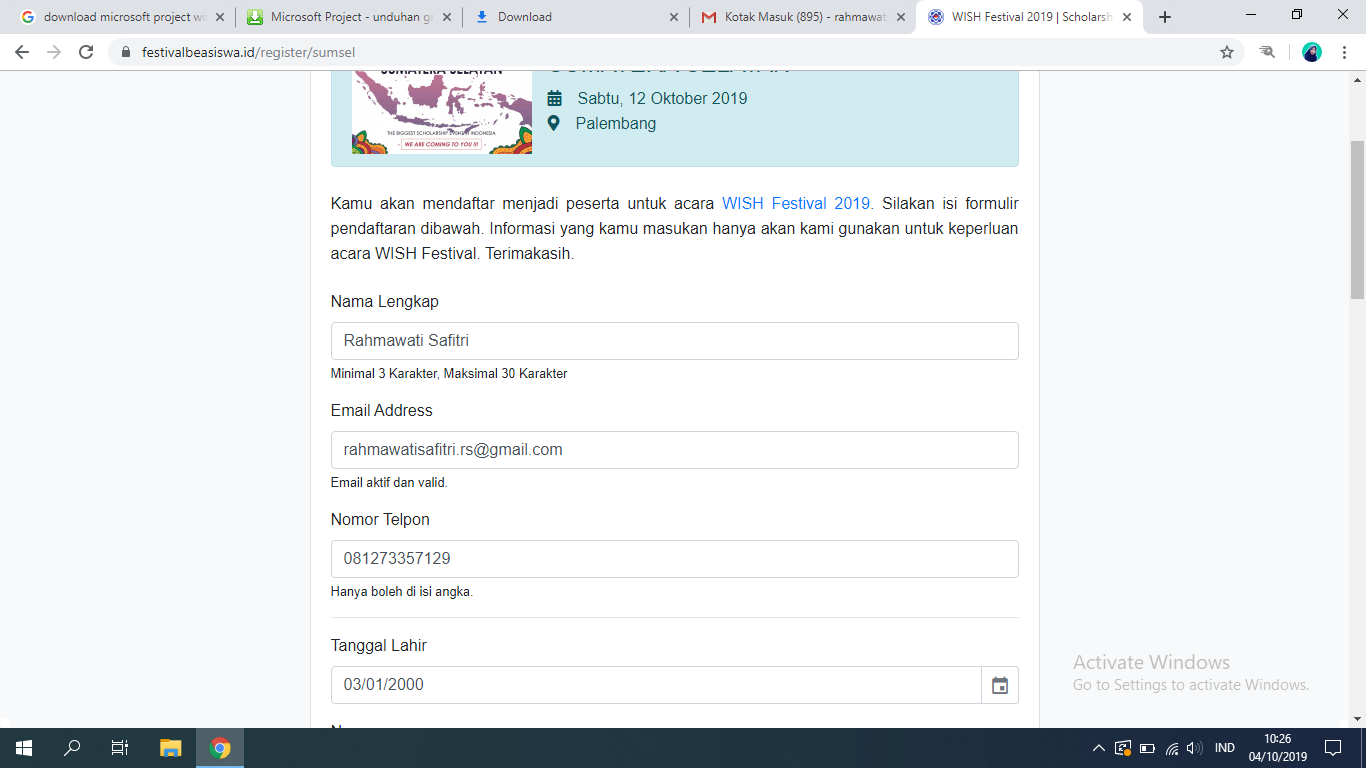 download microsoft project wi
Microsoft Project - unduhan gr
Download
Kotak Masuk (895) - rahmawat
WISH Festival 2019 | Scholarsh
festivalbeasiswa.id/register/sumsel
SUMATERA SELATAN
THE BIGGEST SCHOLARSHIP EVENT IN INDONESIA
- WE ARE COMING TO YOU !!! -
SUMATERA SELATAN
Sabtu, 12 Oktober 2019
Palembang
Kamu akan mendaftar menjadi peserta untuk acara WISH Festival 2019. Silakan isi formulir
pendaftaran dibawah. Informasi yang kamu masukan hanya akan kami gunakan untuk keperluan
acara WISH Festival. Terimakasih.
Nama Lengkap
Rahmawati Safitri
Minimal 3 Karakter, Maksimal 30 Karakter
Email Address
rahmawatisafitri.rs@gmail.com
Email aktif dan valid.
Nomor Telpon
081273357129
Hanya boleh di isi angka.
Tanggal Lahir
03/01/2000
Activate Windows
Go to Settings to activate Windows.
IND
10:26
04/10/2019